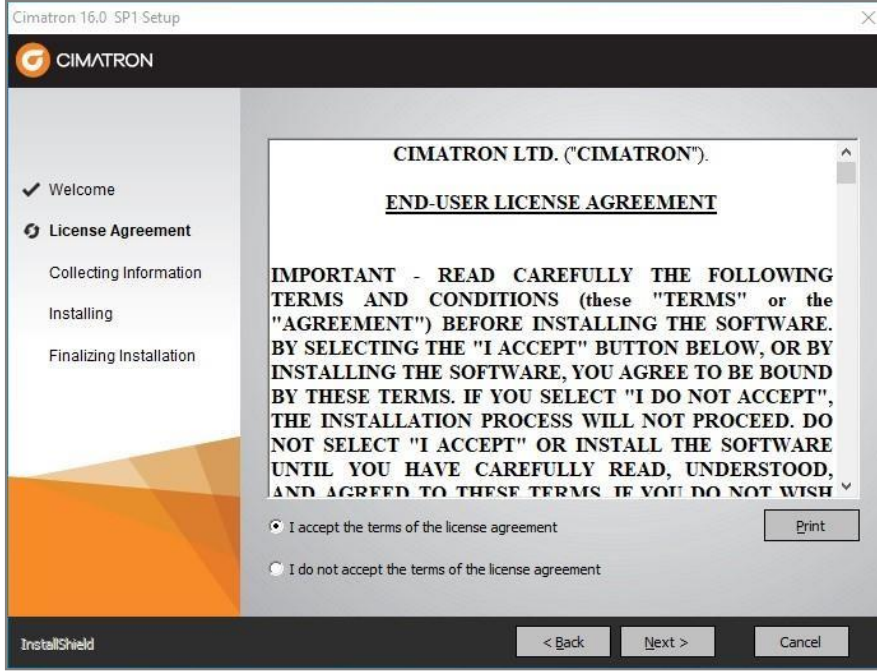 Cimatron 16.0 SP1 Setup
CIMATRON
Welcome
License Agreement
Collecting Information
Installing
Finalizing Installation
CIMATRON LTD. ("CIMATRON").
END-USER LICENSE AGREEMENT
IMPORTANT - READ CAREFULLY THE FOLLOWING
TERMS AND CONDITIONS (these "TERMS" or the
"AGREEMENT") BEFORE INSTALLING THE SOFTWARE.
BY SELECTING THE "I ACCEPT" BUTTON BELOW, OR BY
INSTALLING THE SOFTWARE, YOU AGREE TO BE BOUND
BY THESE TERMS. IF YOU SELECT "I DO NOT ACCEPT",
THE INSTALLATION PROCESS WILL NOT PROCEED. DO
NOT SELECT "I ACCEPT" OR INSTALL THE SOFTWARE
UNTIL YOU HAVE CAREFULLY READ, UNDERSTOOD,
AND AGREED TO THESE TERMS. IF YOU DO NOT WISH
I accept the terms of the license agreement
Print
I do not accept the terms of the license agreement
InstallShield
< Back
Next >
Cancel